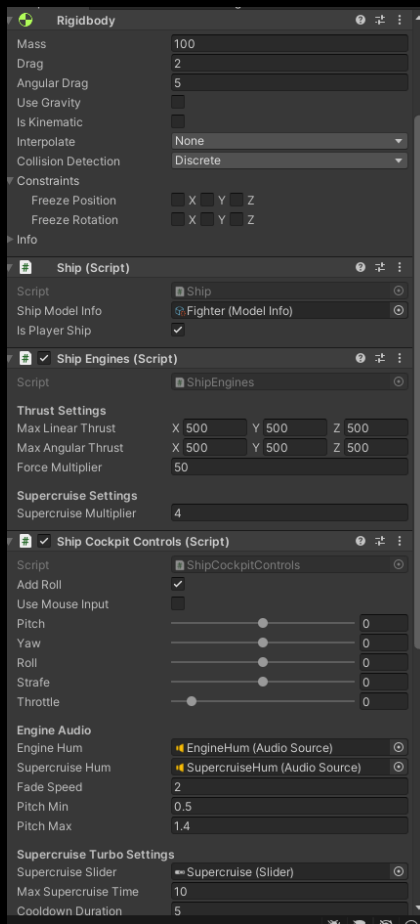 Rigidbody
Mass 100
Drag 2
Angular Drag 5
Use Gravity
Is Kinematic
Interpolate None
Collision Detection Discrete
Constraints
Freeze Position X Y Z
Freeze Rotation X Y Z
Info
# Ship (Script)
Script # Ship
Ship Model Info Fighter (Model Info)
Is Player Ship
# Ship Engines (Script)
Script # ShipEngines
Thrust Settings
Max Linear Thrust X 500 Y 500 Z 500
Max Angular Thrust X 500 Y 500 Z 500
Force Multiplier 50
Supercruise Settings
Supercruise Multiplier 4
# Ship Cockpit Controls (Script)
Script # ShipCockpitControls
Add Roll
Use Mouse Input
Pitch 0
Yaw 0
Roll 0
Strafe 0
Throttle 0
Engine Audio
Engine Hum EngineHum (Audio Source)
Supercruise Hum SupercruiseHum (Audio Source)
Fade Speed 2
Pitch Min 0.5
Pitch Max 1.4
Supercruise Turbo Settings
Supercruise Slider Supercruise (Slider)
Max Supercruise Time 10
Cooldown Duration 5